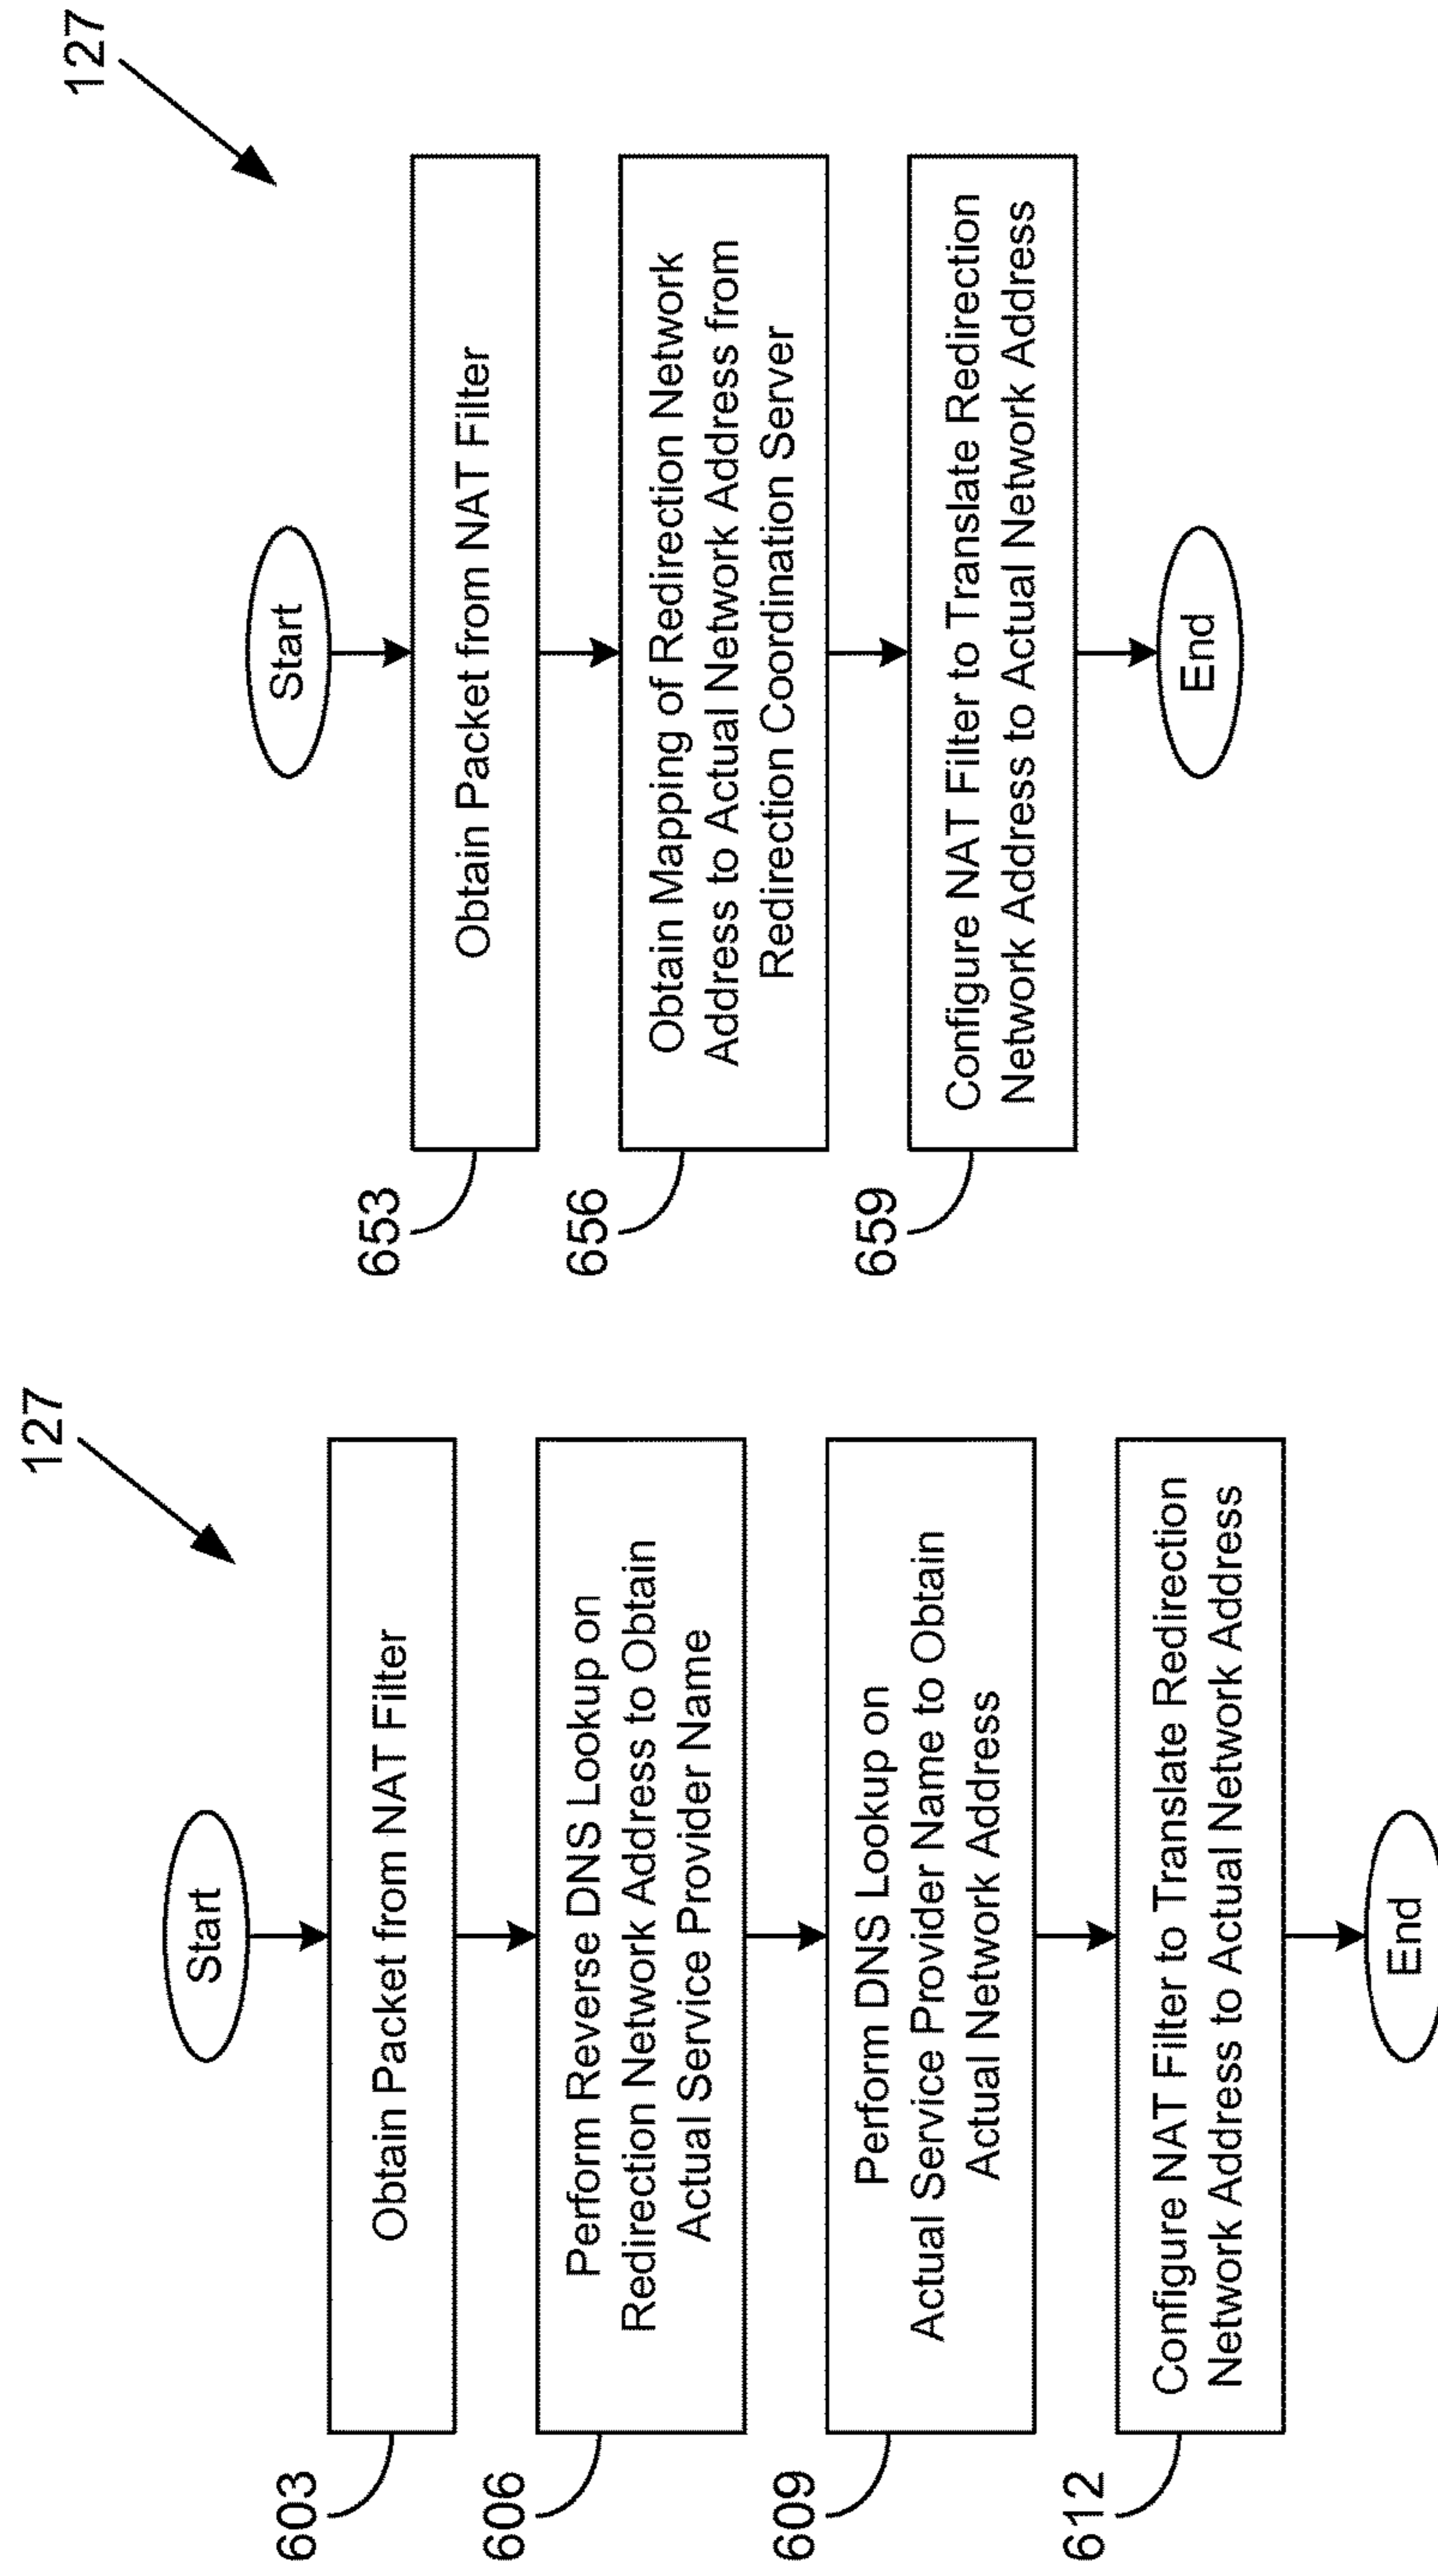 127
Start
603
Obtain Packet from NAT Filter
606
Perform Reverse DNS Lookup on
Redirection Network Address to Obtain
Actual Service Provider Name
609
Perform DNS Lookup on
Actual Service Provider Name to Obtain
Actual Network Address
612
Configure NAT Filter to Translate Redirection
Network Address to Actual Network Address
End
127
Start
653
Obtain Packet from NAT Filter
656
Obtain Mapping of Redirection Network
Address to Actual Network Address from
Redirection Coordination Server
659
Configure NAT Filter to Translate Redirection
Network Address to Actual Network Address
End